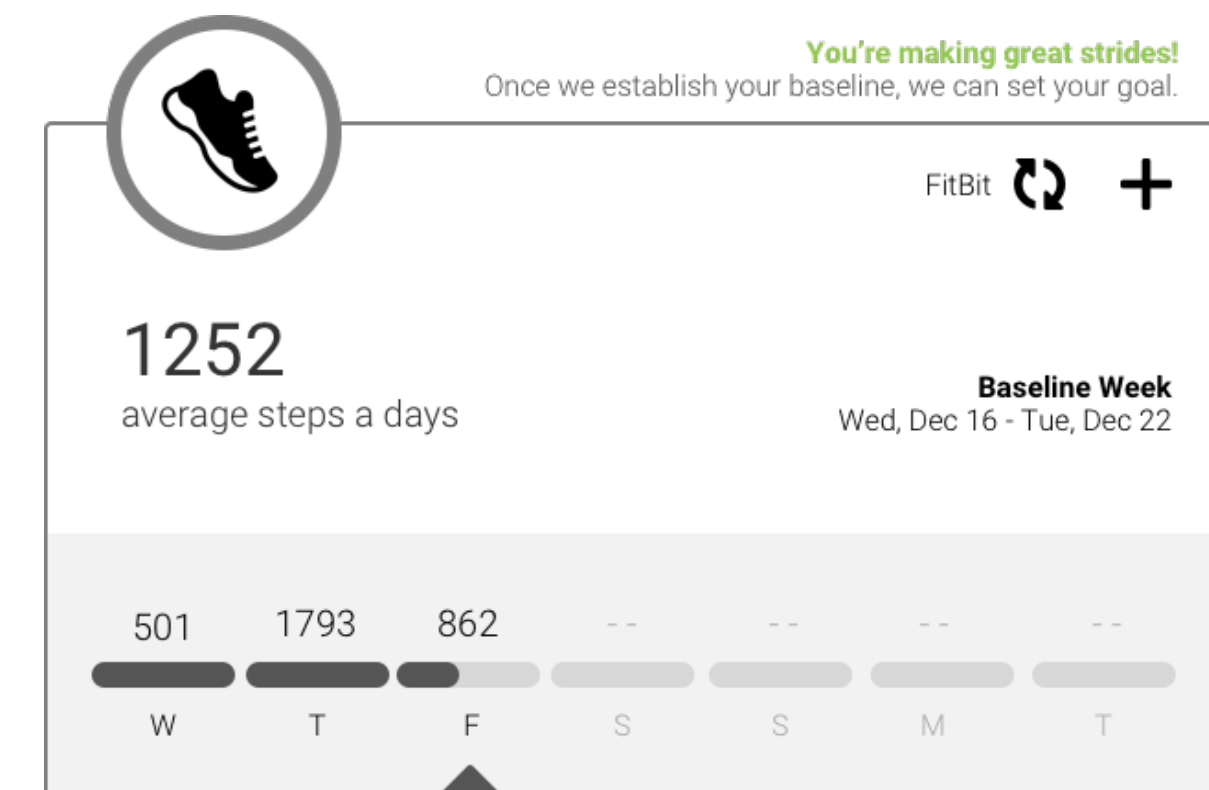 You're making great strides!
Once we establish your baseline, we can set your goal.
FitBit
1252
average steps a days
Baseline Week
Wed, Dec 16 - Tue, Dec 22
501 1793 862 -- -- -- --
W T F S S M T